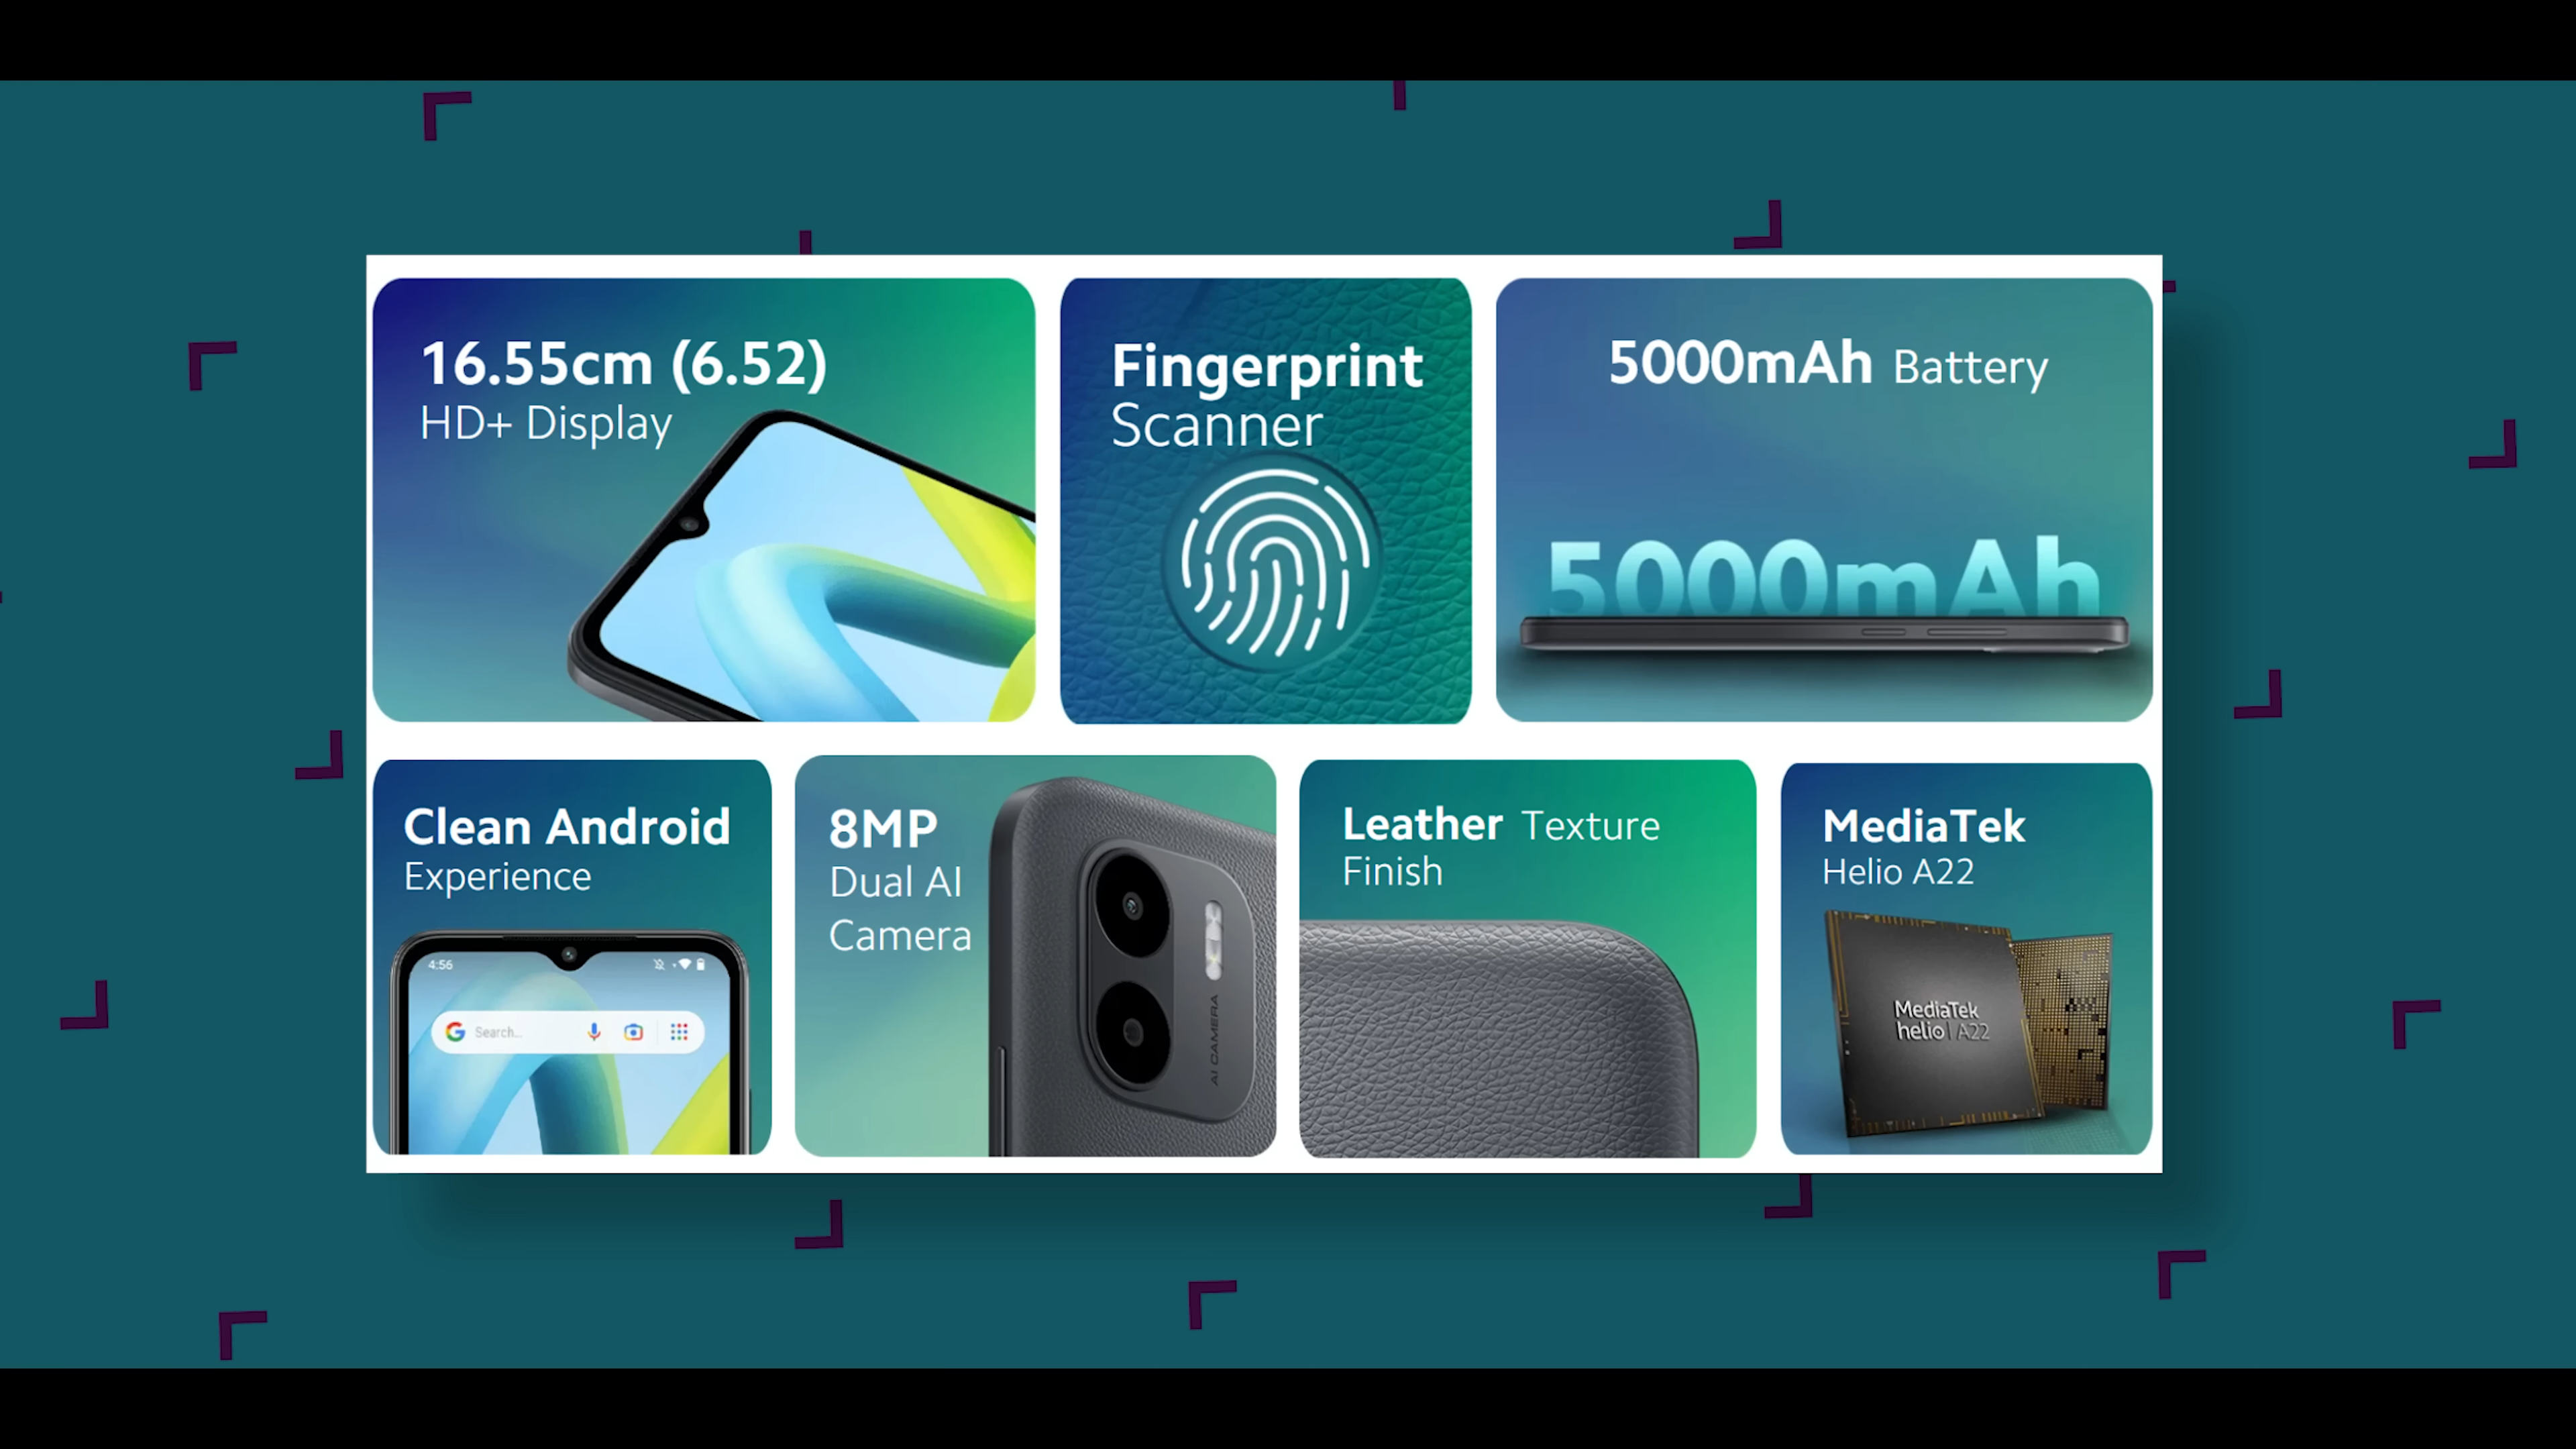 16.55cm (6.52)
HD+ Display
Fingerprint
Scanner
5000mAh Battery
5000mAh
Clean Android
Experience
4:56
Search...
8MP
Dual AI
Camera
AI CAMERA
Leather Texture
Finish
MediaTek
Helio A22
MediaTek
helio A22